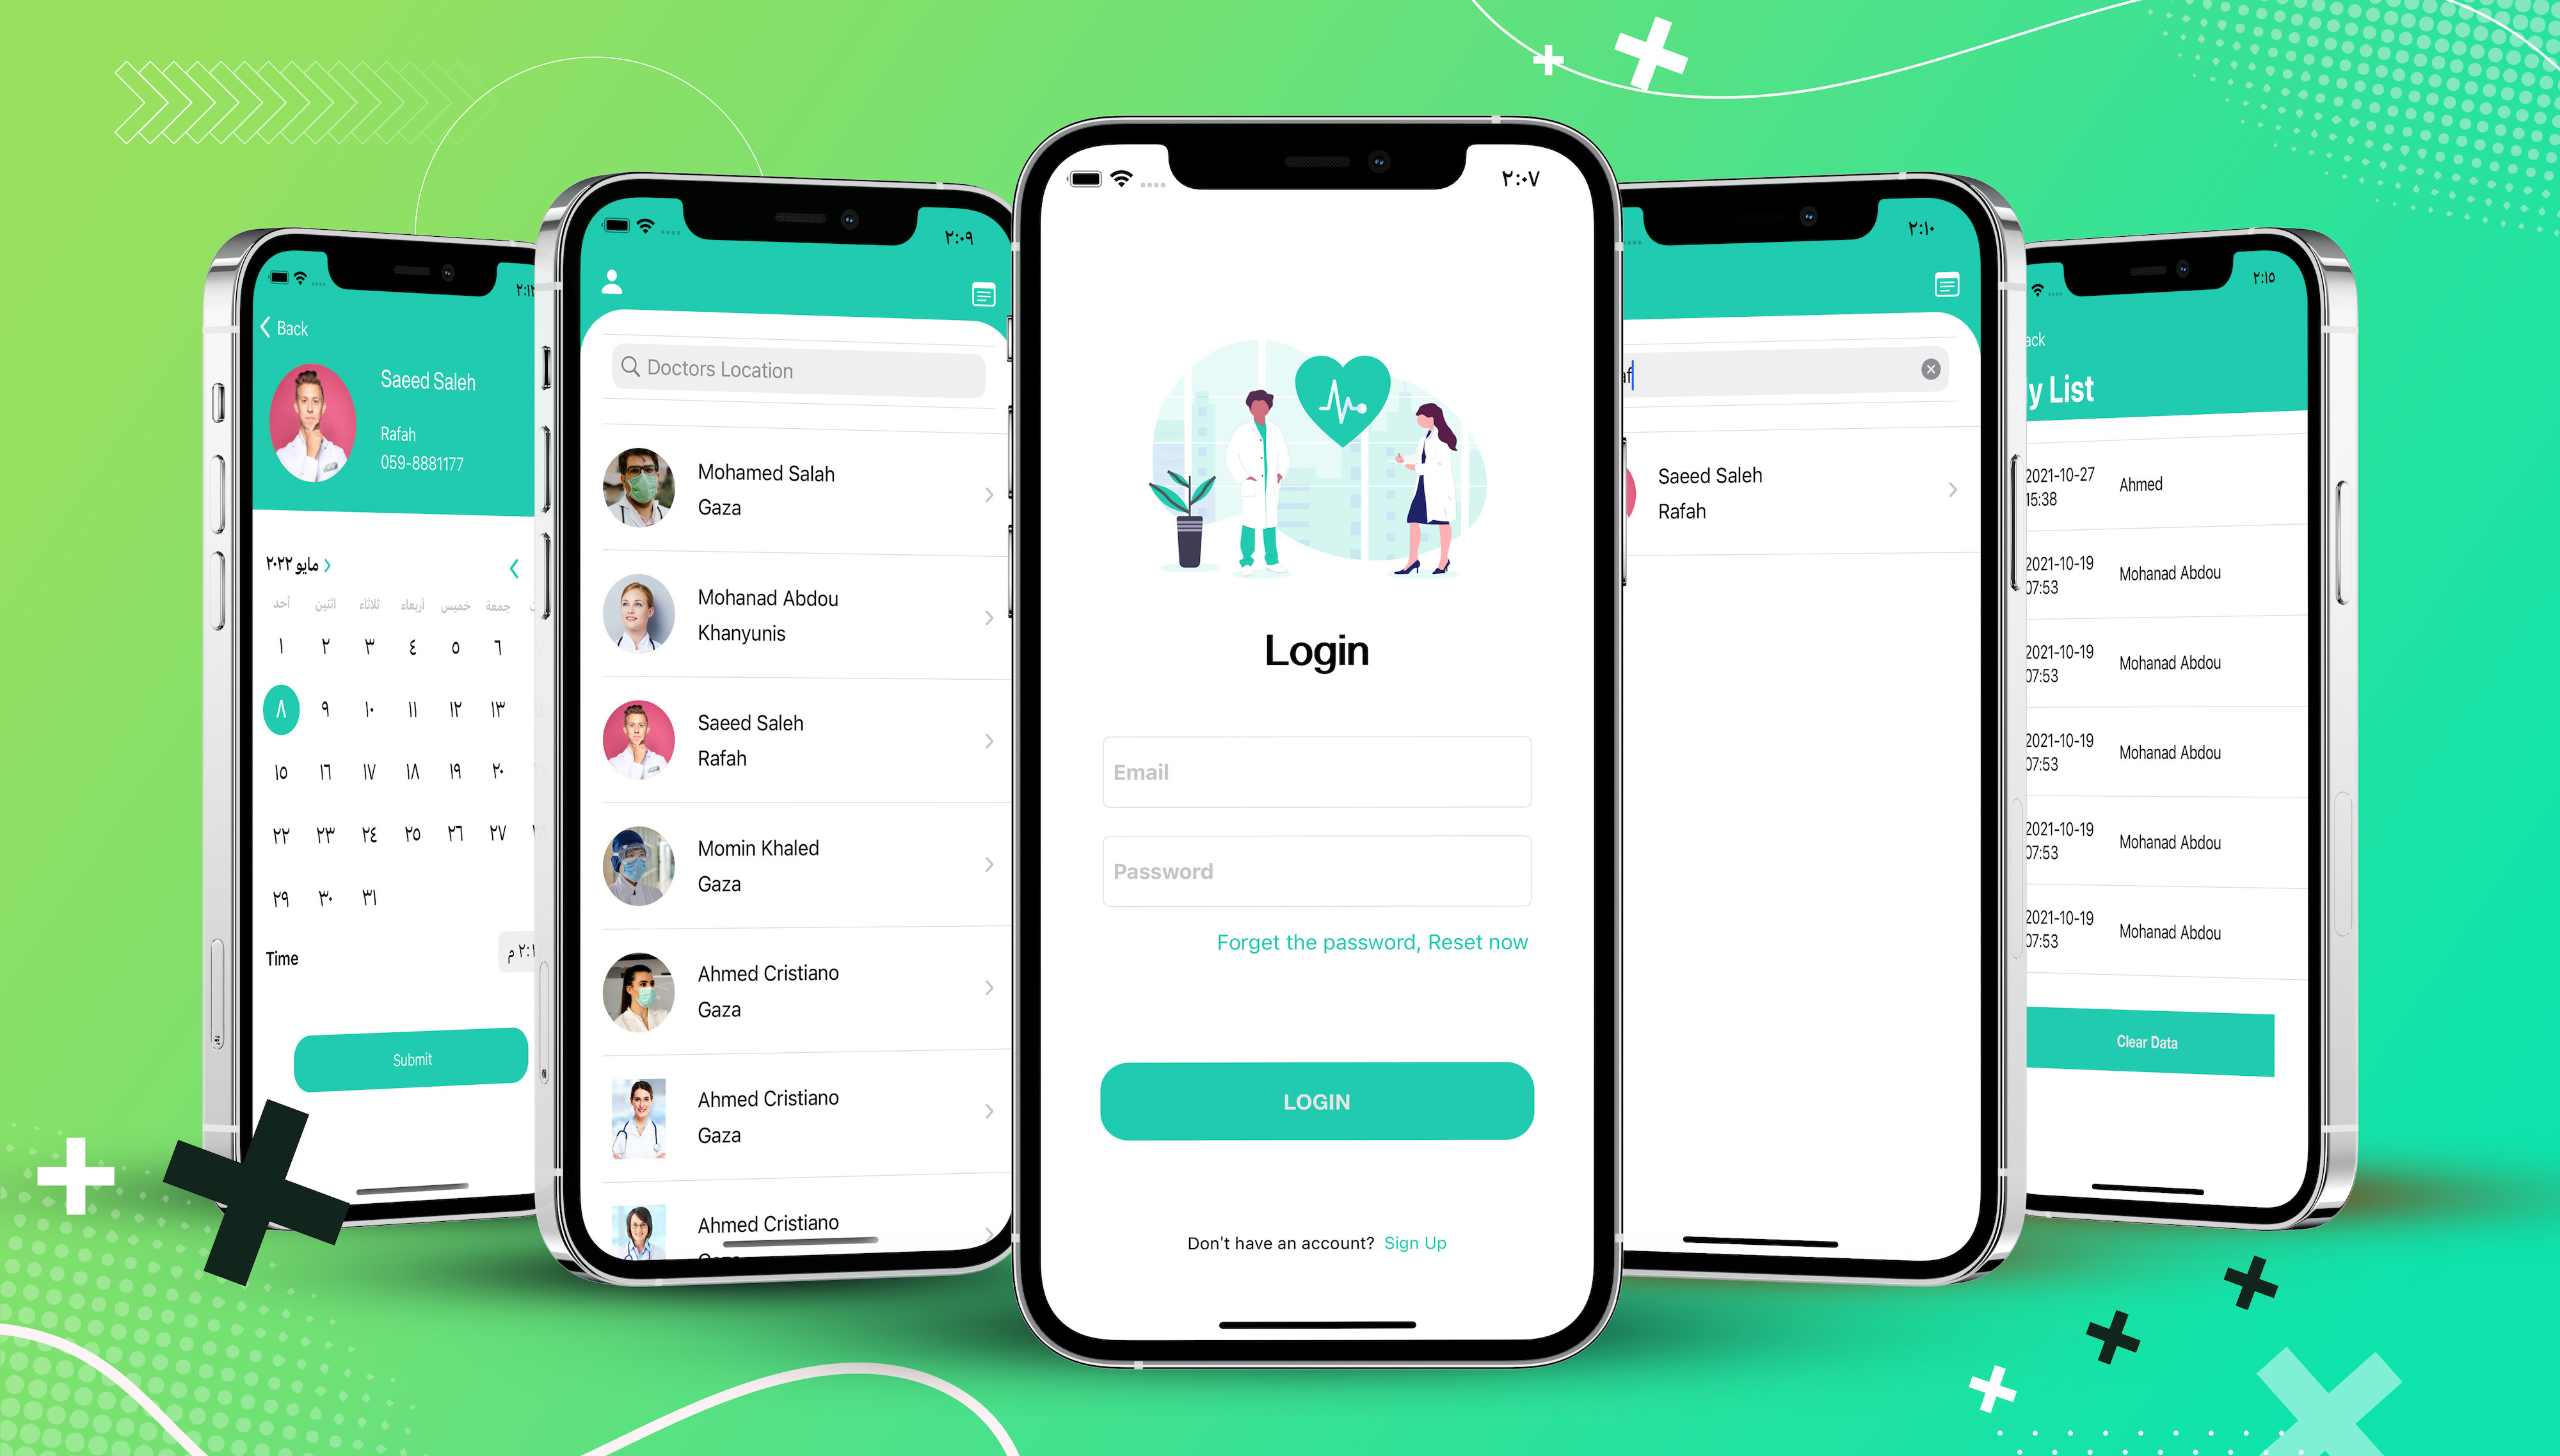 ٢:١٢
Back
Saeed Saleh
Rafah
059-8881177
مايو ٢٠٢٢
أحد اثنين ثلاثاء أربعاء خميس جمعة
١ ٢ ٣ ٤ ٥ ٦
٨ ٩ ١٠ ١١ ١٢ ١٣
١٥ ١٦ ١٧ ١٨ ١٩ ٢٠
٢٢ ٢٣ ٢٤ ٢٥ ٢٦ ٢٧
٢٩ ٣٠ ٣١
Time
Submit
٢:٠٩
Doctors Location
Mohamed Salah
Gaza
Mohanad Abdou
Khanyunis
Saeed Saleh
Rafah
Momin Khaled
Gaza
Ahmed Cristiano
Gaza
Ahmed Cristiano
Gaza
Ahmed Cristiano
٢:٠٧
Login
Email
Password
Forget the password, Reset now
LOGIN
Don't have an account? Sign Up
٢:١٠
Saeed Saleh
Rafah
٢:١٥
List
2021-10-27
15:38
Ahmed
2021-10-19
07:53
Mohanad Abdou
2021-10-19
07:53
Mohanad Abdou
2021-10-19
07:53
Mohanad Abdou
2021-10-19
07:53
Mohanad Abdou
2021-10-19
07:53
Mohanad Abdou
Clear Data